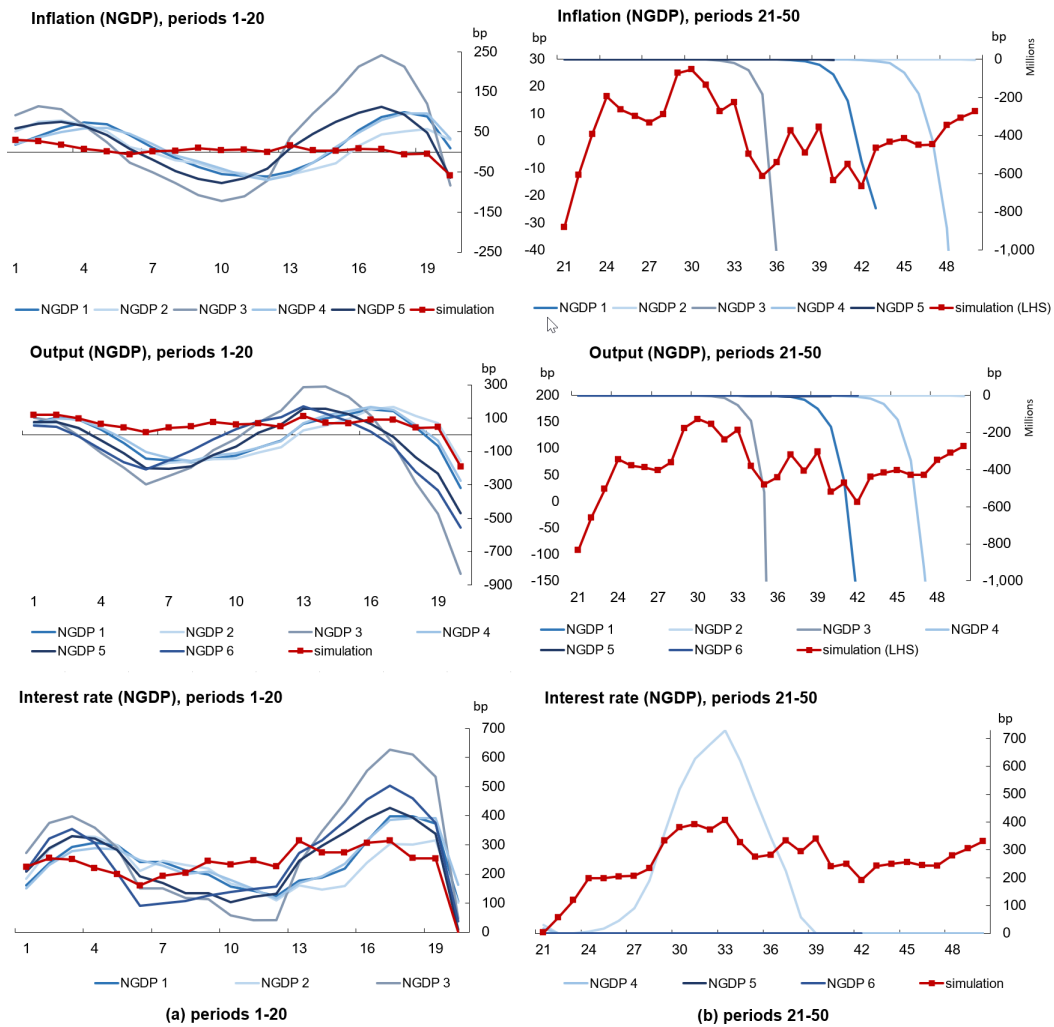 Inflation (NGDP), periods 1-20
bp
250
150
50
-50
-150
-250
1 4 7 10 13 16 19
NGDP 1 NGDP 2 NGDP 3 NGDP 4 NGDP 5 simulation
Inflation (NGDP), periods 21-50
bp bp
Millions
30 0
20
-200
10
0 -400
-10 -600
-20
-800
-30
-40 -1,000
21 24 27 30 33 36 39 42 45 48
NGDP 1 NGDP 2 NGDP 3 NGDP 4 NGDP 5 simulation (LHS)
Output (NGDP), periods 1-20
bp
300
100
-100
-300
-500
-700
-900
1 4 7 10 13 16 19
NGDP 1 NGDP 2 NGDP 3 NGDP 4
NGDP 5 NGDP 6 simulation
Output (NGDP), periods 21-50
bp bp
Millions
200 0
150
-200
100
50 -400
0
-600
-50
-800
-100
-150 -1,000
21 24 27 30 33 36 39 42 45 48
NGDP 1 NGDP 2 NGDP 3 NGDP 4
NGDP 5 NGDP 6 simulation (LHS)
Interest rate (NGDP), periods 1-20
bp
700
600
500
400
300
200
100
0
1 4 7 10 13 16 19
NGDP 1 NGDP 2 NGDP 3
(a) periods 1-20
Interest rate (NGDP), periods 21-50
bp
700
600
500
400
300
200
100
0
21 24 27 30 33 36 39 42 45 48
NGDP 4 NGDP 5 NGDP 6 simulation
(b) periods 21-50